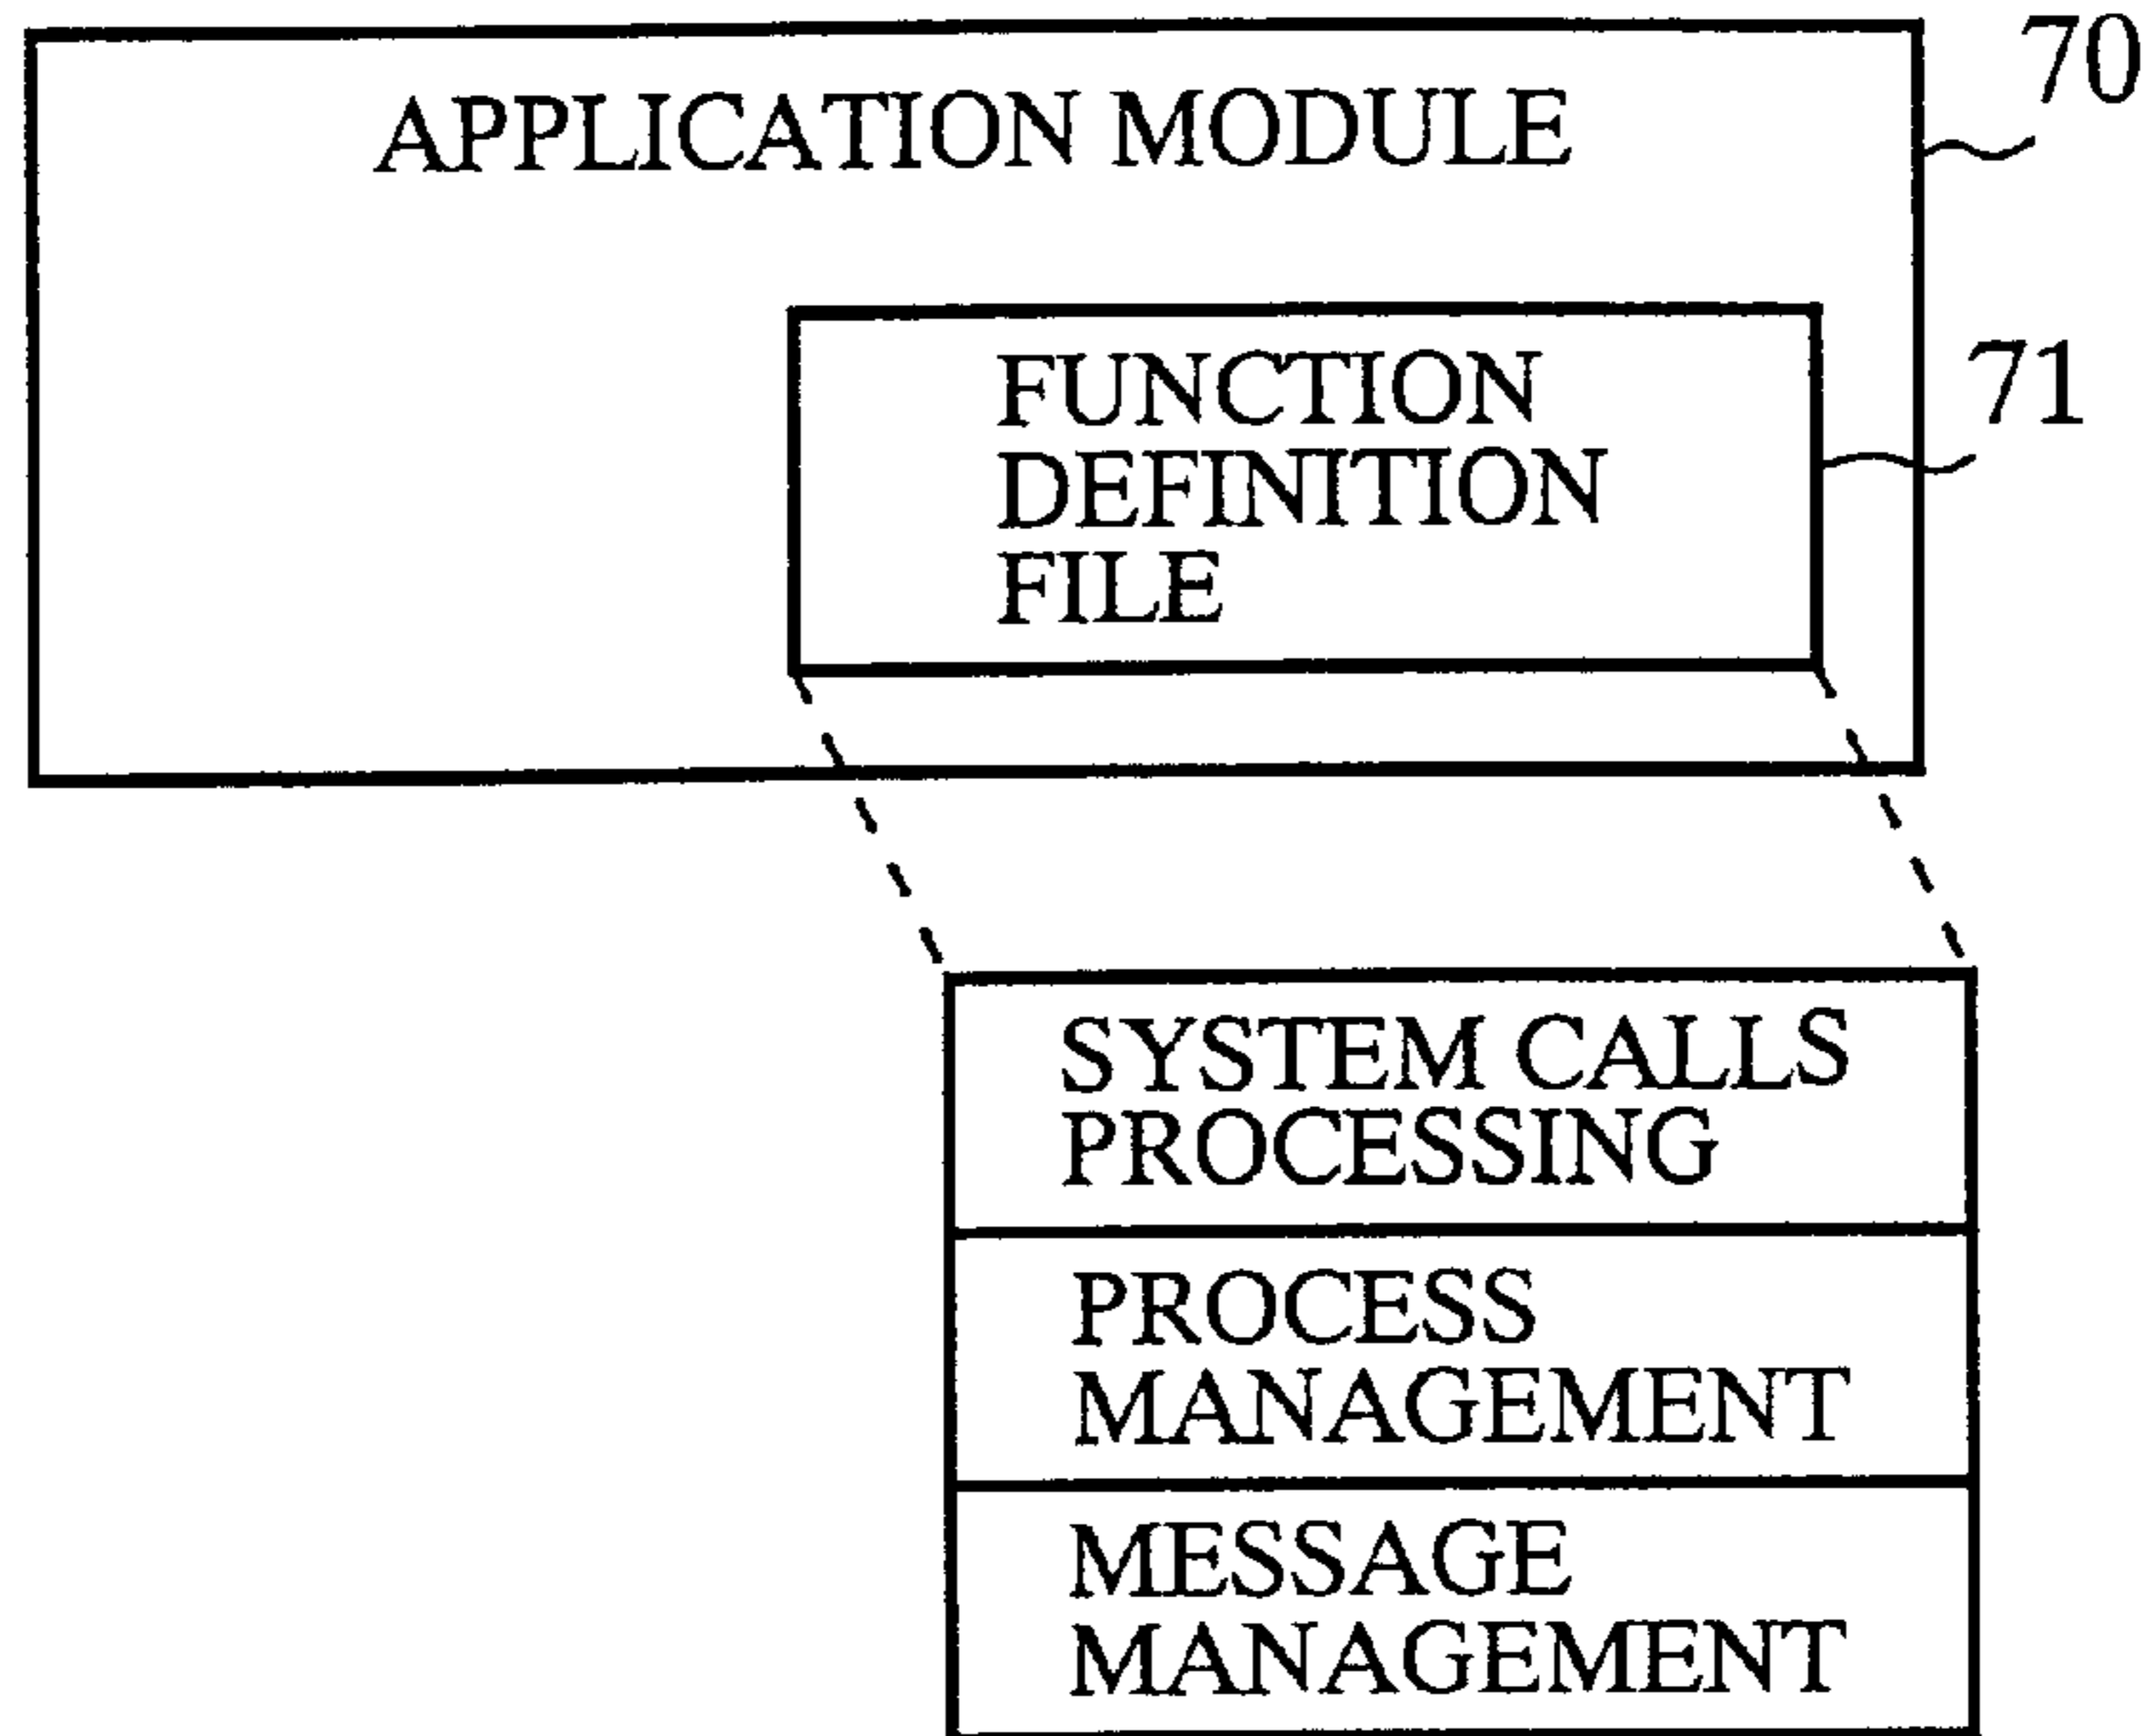 70
APPLICATION MODULE
71
FUNCTION
DEFINITION
FILE
SYSTEM CALLS
PROCESSING
PROCESS
MANAGEMENT
MESSAGE
MANAGEMENT